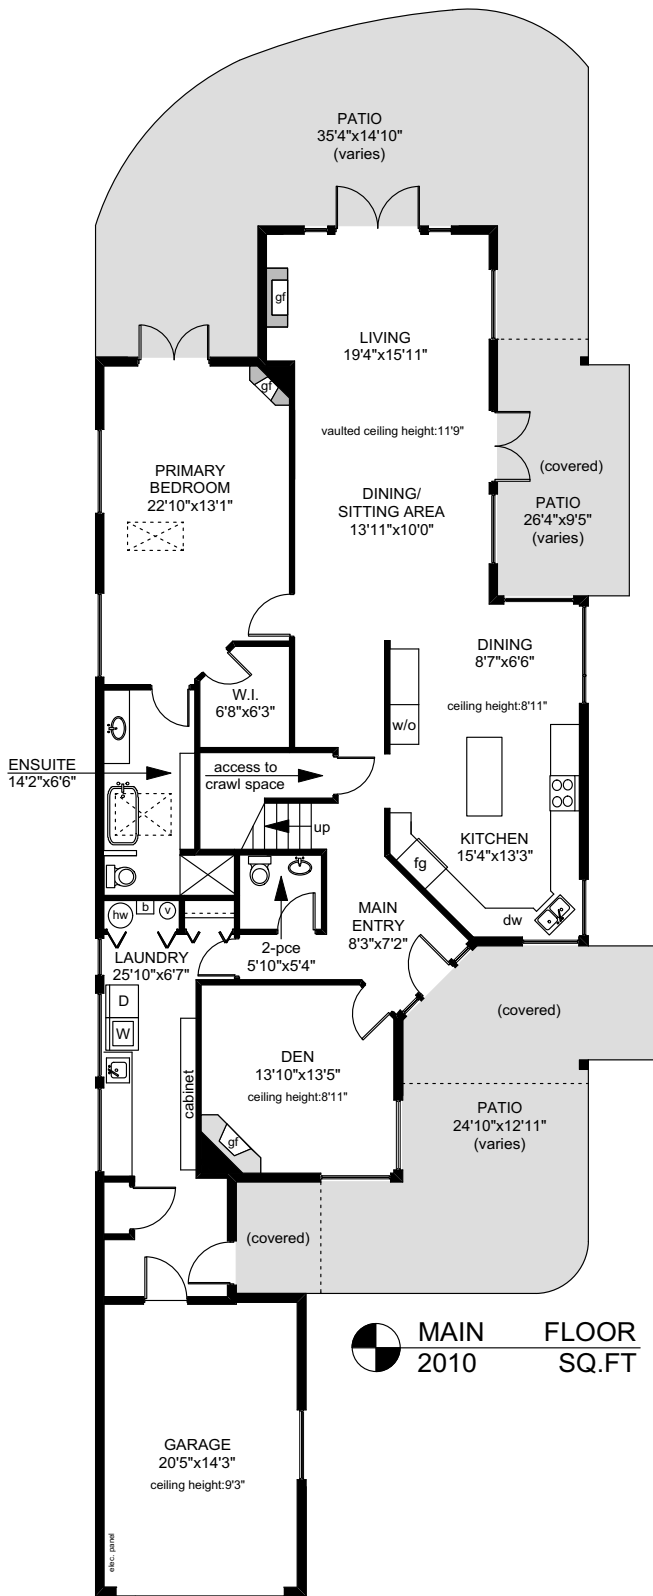 PATIO
35'4"x14'10"
(varies)
gf
LIVING
19'4"x15'11"
gf
vaulted ceiling height:11'9"
(covered)
PRIMARY
BEDROOM
22'10"x13'1"
DINING/
SITTING AREA
13'11"x10'0"
PATIO
26'4"x9'5"
(varies)
DINING
8'7"x6'6"
W.I.
6'8"x6'3"
ceiling height:8'11"
w/o
ENSUITE
14'2"x6'6"
access to
crawl space
up
KITCHEN
15'4"x13'3"
fg
hw
b
v
dw
MAIN
ENTRY
8'3"x7'2"
2-pce
5'10"x5'4"
LAUNDRY
25'10"x6'7"
D
W
(covered)
DEN
13'10"x13'5"
ceiling height:8'11"
cabinet
PATIO
24'10"x12'11"
(varies)
gf
(covered)
MAIN FLOOR
2010 SQ.FT
GARAGE
20'5"x14'3"
ceiling height:9'3"
elec. panel